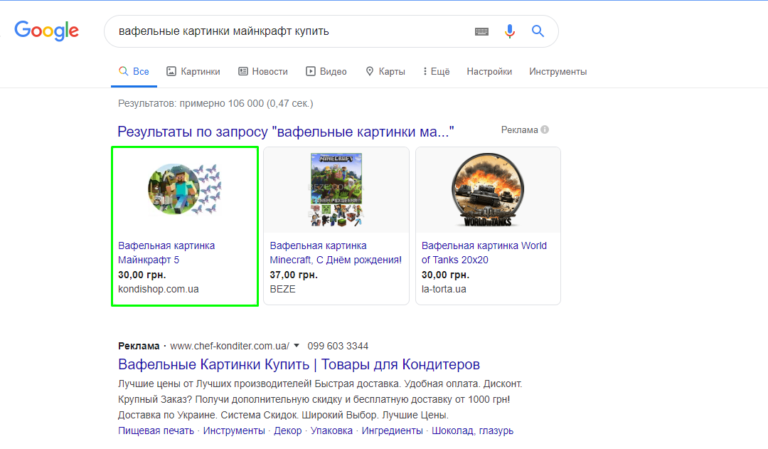 Google
вафельные картинки майнкрафт купить
Все Картинки Новости Видео Карты Ещё Настройки Инструменты
Результатов: примерно 106 000 (0,47 сек.)
Результаты по запросу "вафельные картинки ма..."
Реклама
Вафельная картинка
Майнкрафт 5
30,00 грн.
kondishop.com.ua
MINECRAFT
Вафельная картинка
Minecraft, С Днём рождения!
37,00 грн.
BEZE
WORLD OF TANKS
Вафельная картинка World
of Tanks 20x20
30,00 грн.
la-torta.ua
Реклама · www.chef-konditer.com.ua/ 099 603 3344
Вафельные Картинки Купить | Товары для Кондитеров
Лучшие цены от Лучших производителей! Быстрая доставка. Удобная оплата. Дисконт.
Крупный Заказ? Получи дополнительную скидку и бесплатную доставку от 1000 грн!
Доставка по Украине. Система Скидок. Широкий Выбор. Лучшие Цены.
Пищевая печать · Инструменты · Декор · Упаковка · Ингредиенты · Шоколад, глазурь